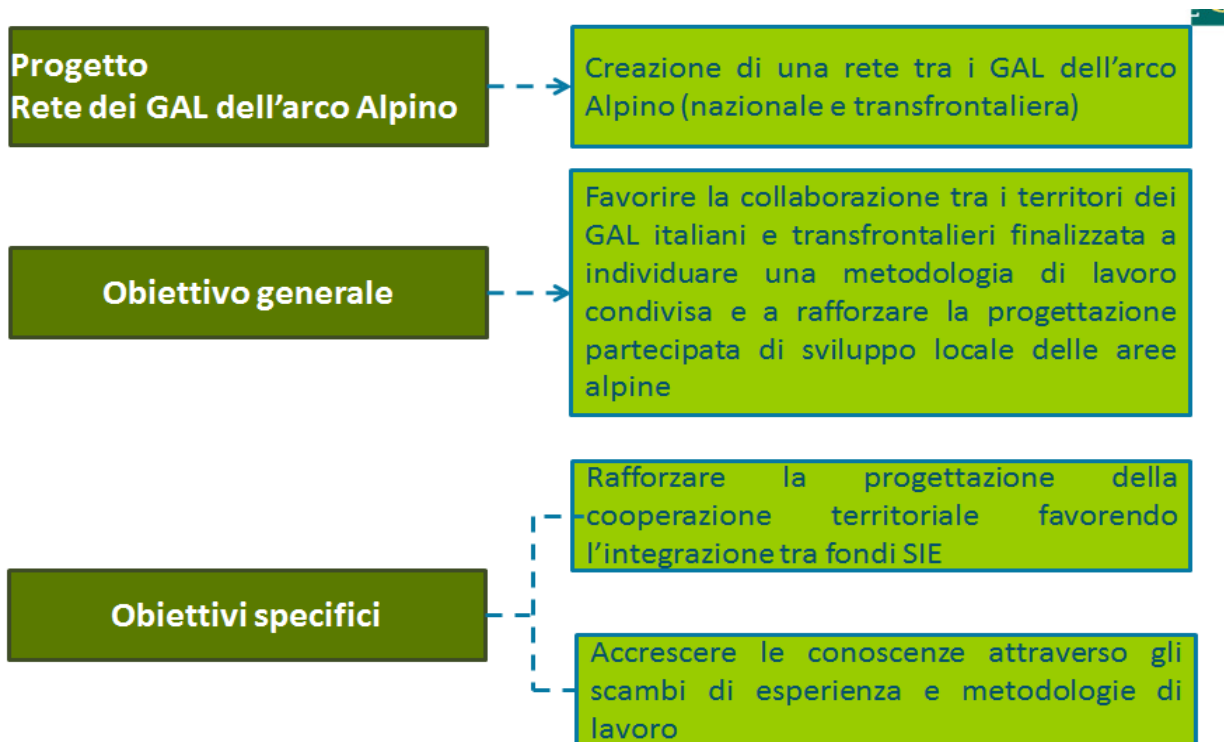 Progetto
Rete dei GAL dell'arco Alpino
Creazione di una rete tra i GAL dell'arco
Alpino (nazionale e transfrontaliera)
Obiettivo generale
Favorire la collaborazione tra i territori dei
GAL italiani e transfrontalieri finalizzata a
individuare una metodologia di lavoro
condivisa e a rafforzare la progettazione
partecipata di sviluppo locale delle aree
alpine
Obiettivi specifici
Rafforzare la progettazione della
cooperazione territoriale favorendo
l'integrazione tra fondi SIE
Accrescere le conoscenze attraverso gli
scambi di esperienza e metodologie di
lavoro